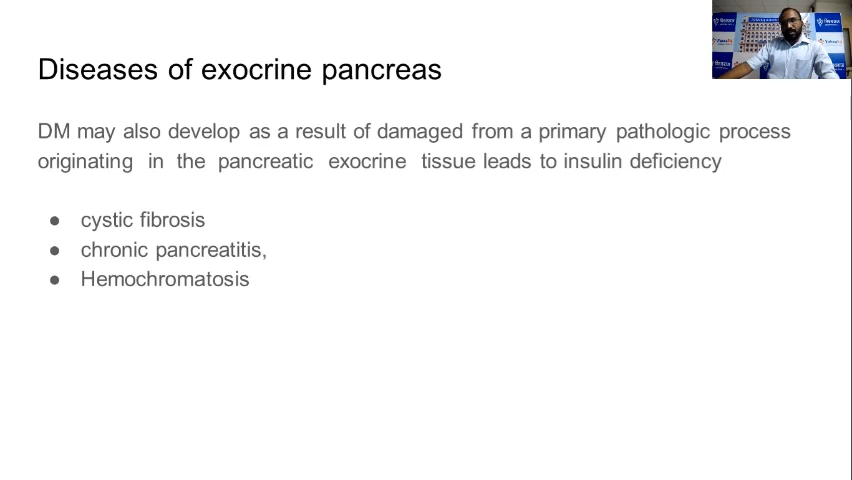 Diseases of exocrine pancreas
DM may also develop as a result of damaged from a primary pathologic process
originating in the pancreatic exocrine tissue leads to insulin deficiency
● cystic fibrosis
● chronic pancreatitis,
● Hemochromatosis